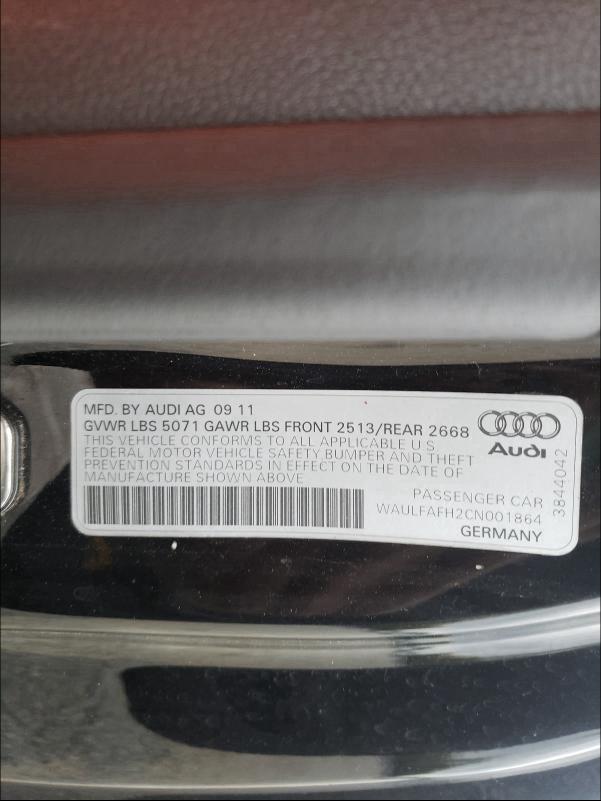 MFD. BY AUDI AG 09 11
GVWR LBS 5071 GAWR LBS FRONT 2513/REAR 2668
THIS VEHICLE CONFORMS TO ALL APPLICABLE U.S.
FEDERAL MOTOR VEHICLE SAFETY BUMPER AND THEFT
PREVENTION STANDARDS IN EFFECT ON THE DATE OF
MANUFACTURE SHOWN ABOVE
Audi
PASSENGER CAR
WAULFAFH2CN001864
GERMANY
3844042